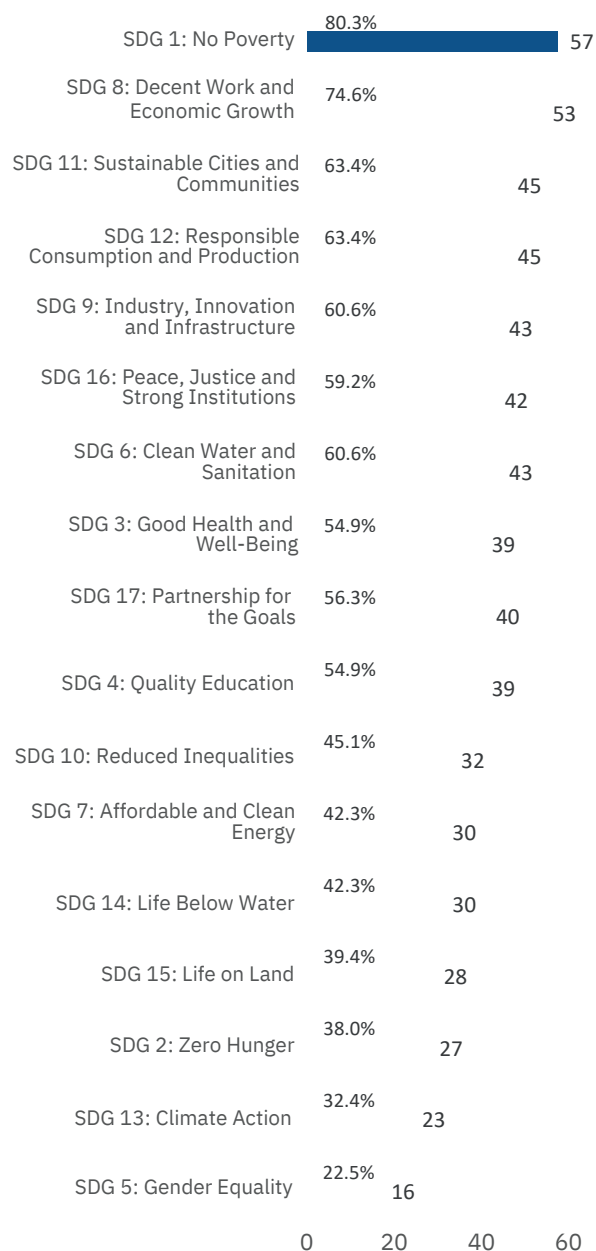 80.3%
SDG 1: No Poverty 57
SDG 8: Decent Work and
Economic Growth
74.6%
53
SDG 11: Sustainable Cities and
Communities
63.4%
45
SDG 12: Responsible
Consumption and Production
63.4%
45
SDG 9: Industry, Innovation
and Infrastructure
60.6%
43
SDG 16: Peace, Justice and
Strong Institutions
59.2%
42
SDG 6: Clean Water and
Sanitation
60.6%
43
SDG 3: Good Health and
Well-Being
54.9%
39
SDG 17: Partnership for
the Goals
56.3%
40
54.9%
SDG 4: Quality Education
39
45.1%
SDG 10: Reduced Inequalities
32
SDG 7: Affordable and Clean
Energy
42.3%
30
42.3%
SDG 14: Life Below Water
30
39.4%
SDG 15: Life on Land
28
38.0%
SDG 2: Zero Hunger
27
32.4%
SDG 13: Climate Action
23
22.5%
SDG 5: Gender Equality
16
0 20 40 60